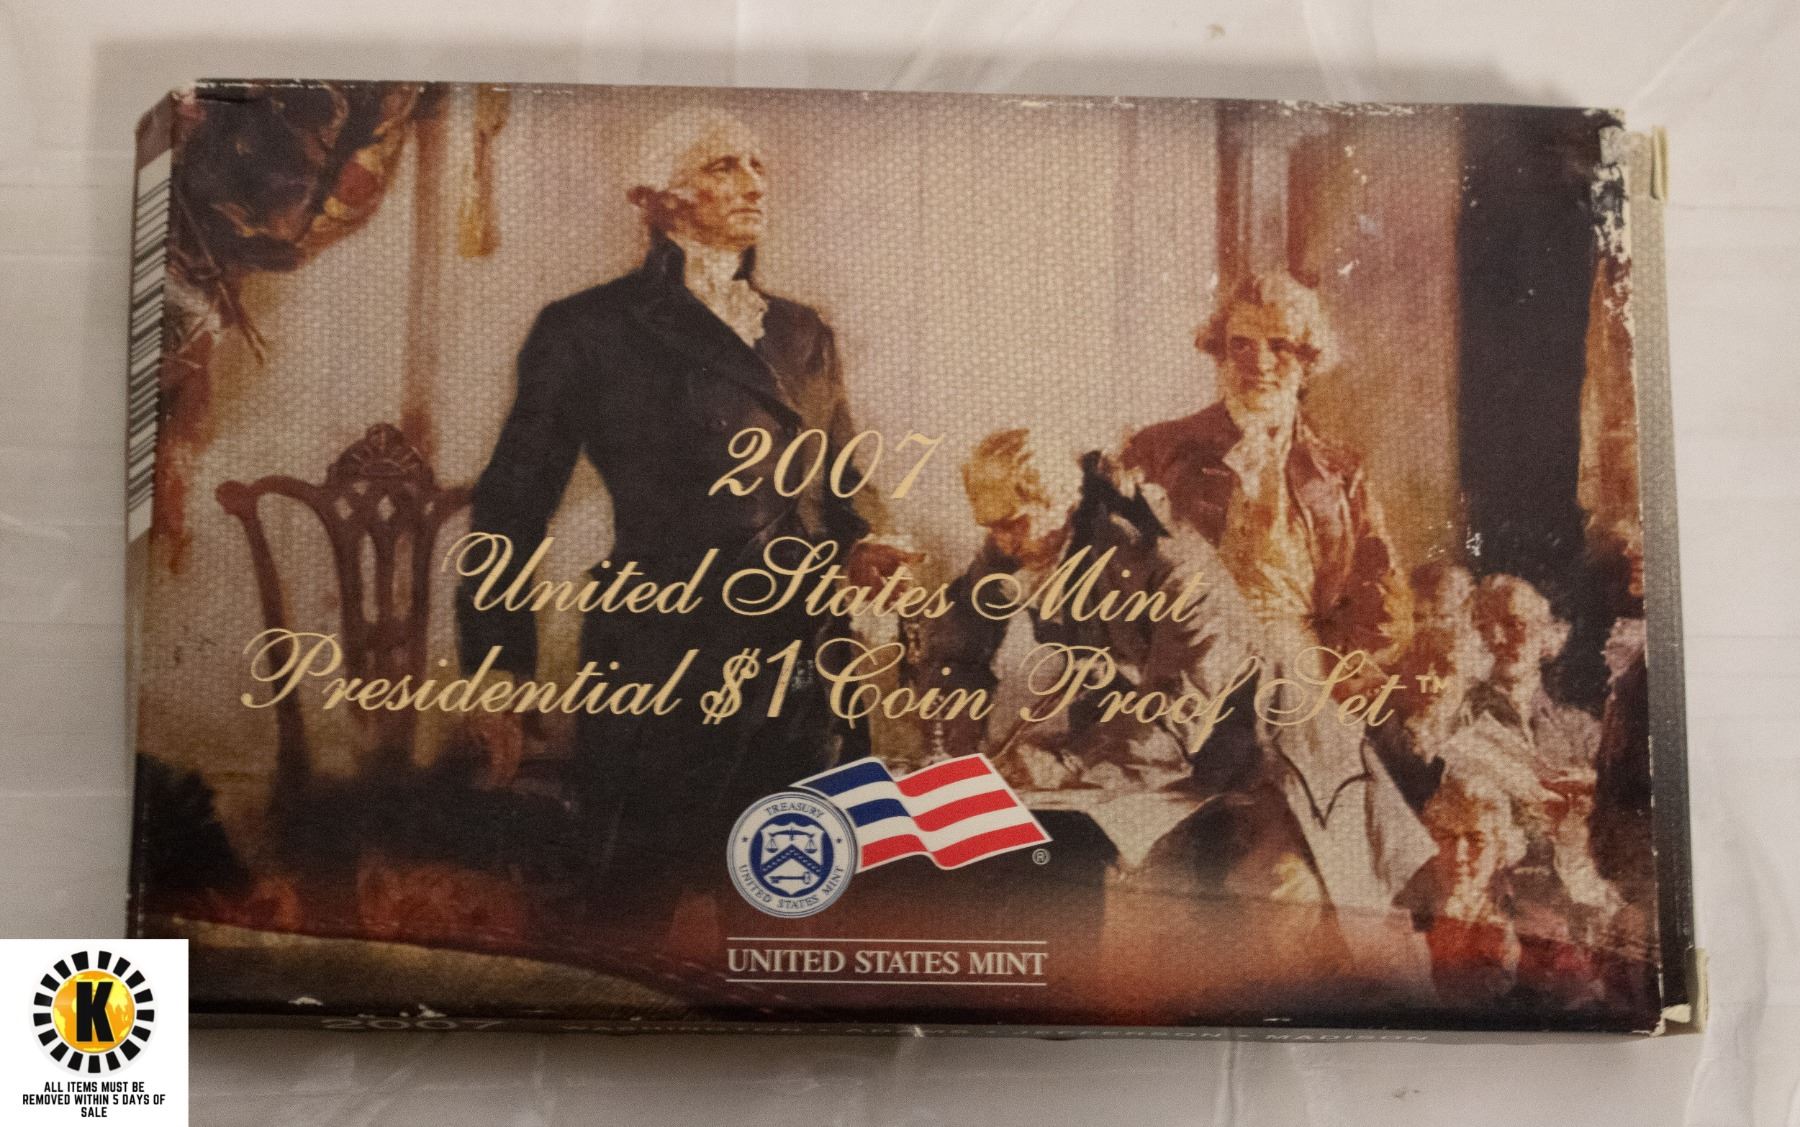 2007
United States Mint
Presidential $1 Coin Proof Set™
TREASURY
UNITED STATES MINT
®
UNITED STATES MINT
2007
MADISON
K
ALL ITEMS MUST BE
REMOVED WITHIN 5 DAYS OF
SALE